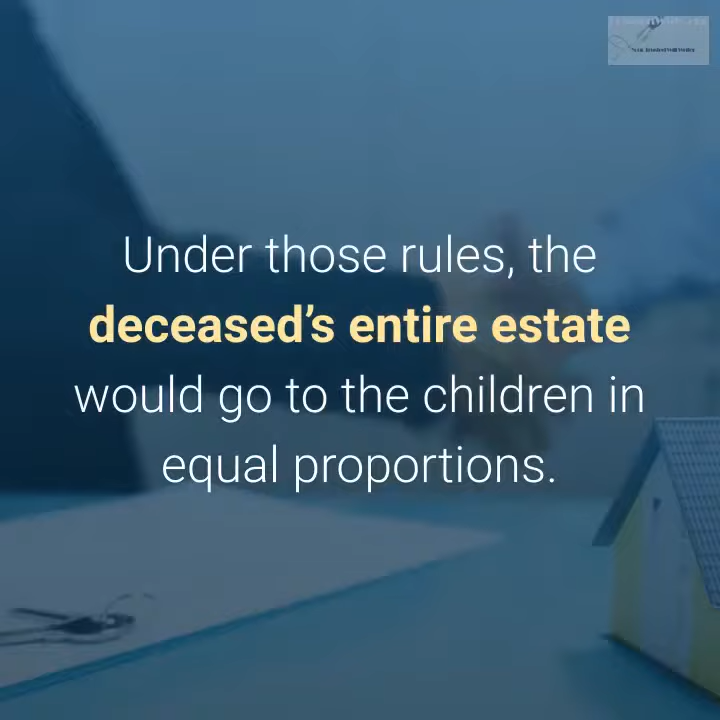 Under those rules, the
deceased’s entire estate
would go to the children in
equal proportions.